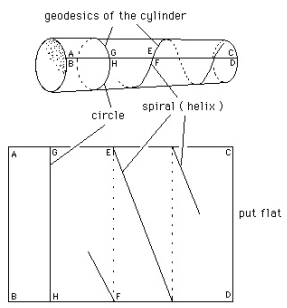 geodesics of the cylinder
A G E C
B H F D
circle
spiral ( helix )
A G E C
put flat
B H F D